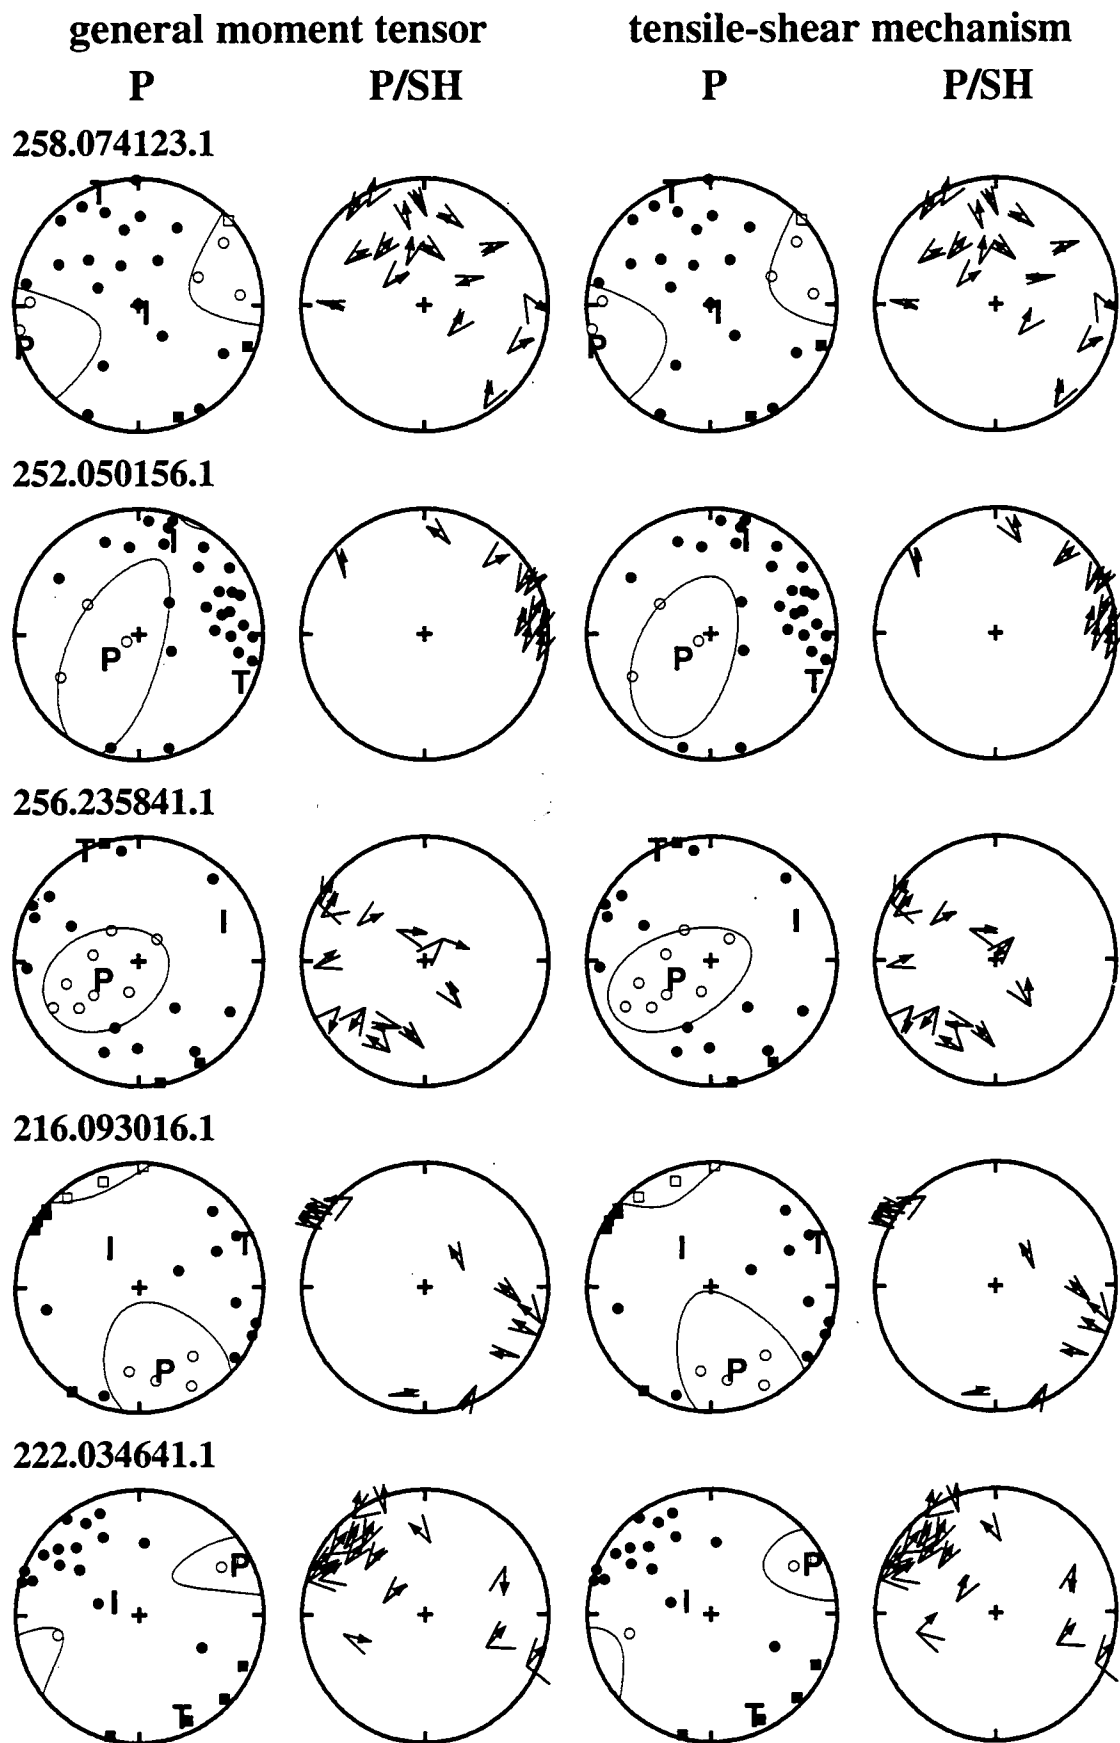 general moment tensor tensile-shear mechanism
P P/SH P P/SH
258.074123.1
T T
I I
P P
252.050156.1
I I
P P
T T
256.235841.1
T T
I I
P P
216.093016.1
I T I T
P P
222.034641.1
P P
I I
T T